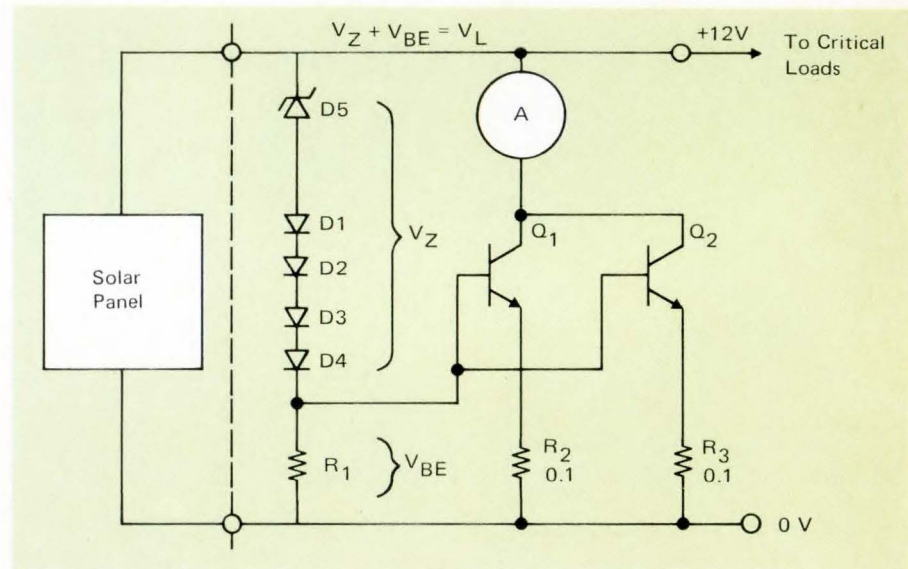 V_Z + V_BE = V_L
+12V
To Critical
Loads
D5
A
D1
V_Z
Q_1
Q_2
D2
Solar
Panel
D3
D4
R_1
V_BE
R_2
0.1
R_3
0.1
0 V